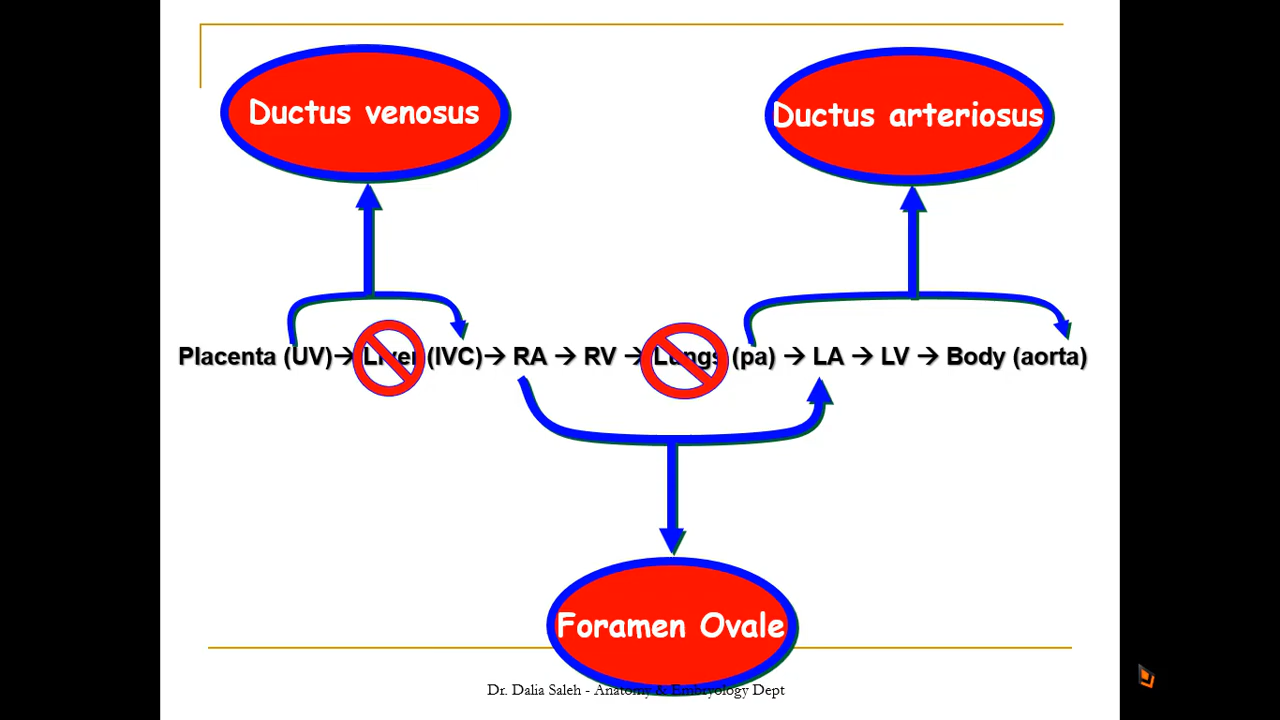 Ductus venosus
Ductus arteriosus
Placenta (UV)→ Liver (IVC)→ RA → RV → Lungs (pa) → LA → LV → Body (aorta)
Foramen Ovale
Dr. Dalia Saleh - Anatomy & Embryology Dept